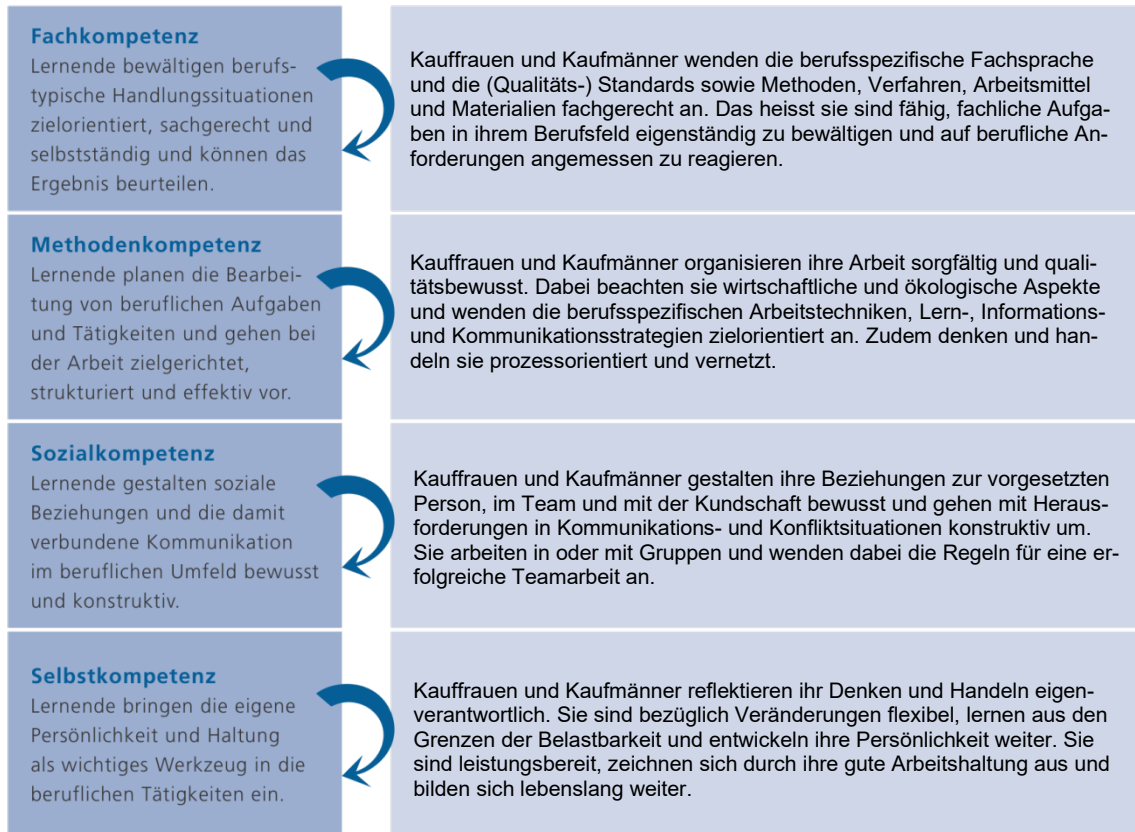 Fachkompetenz
Lernende bewältigen berufs-
typische Handlungssituationen
zielorientiert, sachgerecht und
selbstständig und können das
Ergebnis beurteilen.
Kauffrauen und Kaufmänner wenden die berufsspezifische Fachsprache
und die (Qualitäts-) Standards sowie Methoden, Verfahren, Arbeitsmittel
und Materialien fachgerecht an. Das heisst sie sind fähig, fachliche Aufga-
ben in ihrem Berufsfeld eigenständig zu bewältigen und auf berufliche An-
forderungen angemessen zu reagieren.
Methodenkompetenz
Lernende planen die Bearbei-
tung von beruflichen Aufgaben
und Tätigkeiten und gehen bei
der Arbeit zielgerichtet,
strukturiert und effektiv vor.
Kauffrauen und Kaufmänner organisieren ihre Arbeit sorgfältig und quali-
tätsbewusst. Dabei beachten sie wirtschaftliche und ökologische Aspekte
und wenden die berufsspezifischen Arbeitstechniken, Lern-, Informations-
und Kommunikationsstrategien zielorientiert an. Zudem denken und han-
deln sie prozessorientiert und vernetzt.
Sozialkompetenz
Lernende gestalten soziale
Beziehungen und die damit
verbundene Kommunikation
im beruflichen Umfeld bewusst
und konstruktiv.
Kauffrauen und Kaufmänner gestalten ihre Beziehungen zur vorgesetzten
Person, im Team und mit der Kundschaft bewusst und gehen mit Heraus-
forderungen in Kommunikations- und Konfliktsituationen konstruktiv um.
Sie arbeiten in oder mit Gruppen und wenden dabei die Regeln für eine er-
folgreiche Teamarbeit an.
Selbstkompetenz
Lernende bringen die eigene
Persönlichkeit und Haltung
als wichtiges Werkzeug in die
beruflichen Tätigkeiten ein.
Kauffrauen und Kaufmänner reflektieren ihr Denken und Handeln eigen-
verantwortlich. Sie sind bezüglich Veränderungen flexibel, lernen aus den
Grenzen der Belastbarkeit und entwickeln ihre Persönlichkeit weiter. Sie
sind leistungsbereit, zeichnen sich durch ihre gute Arbeitshaltung aus und
bilden sich lebenslang weiter.